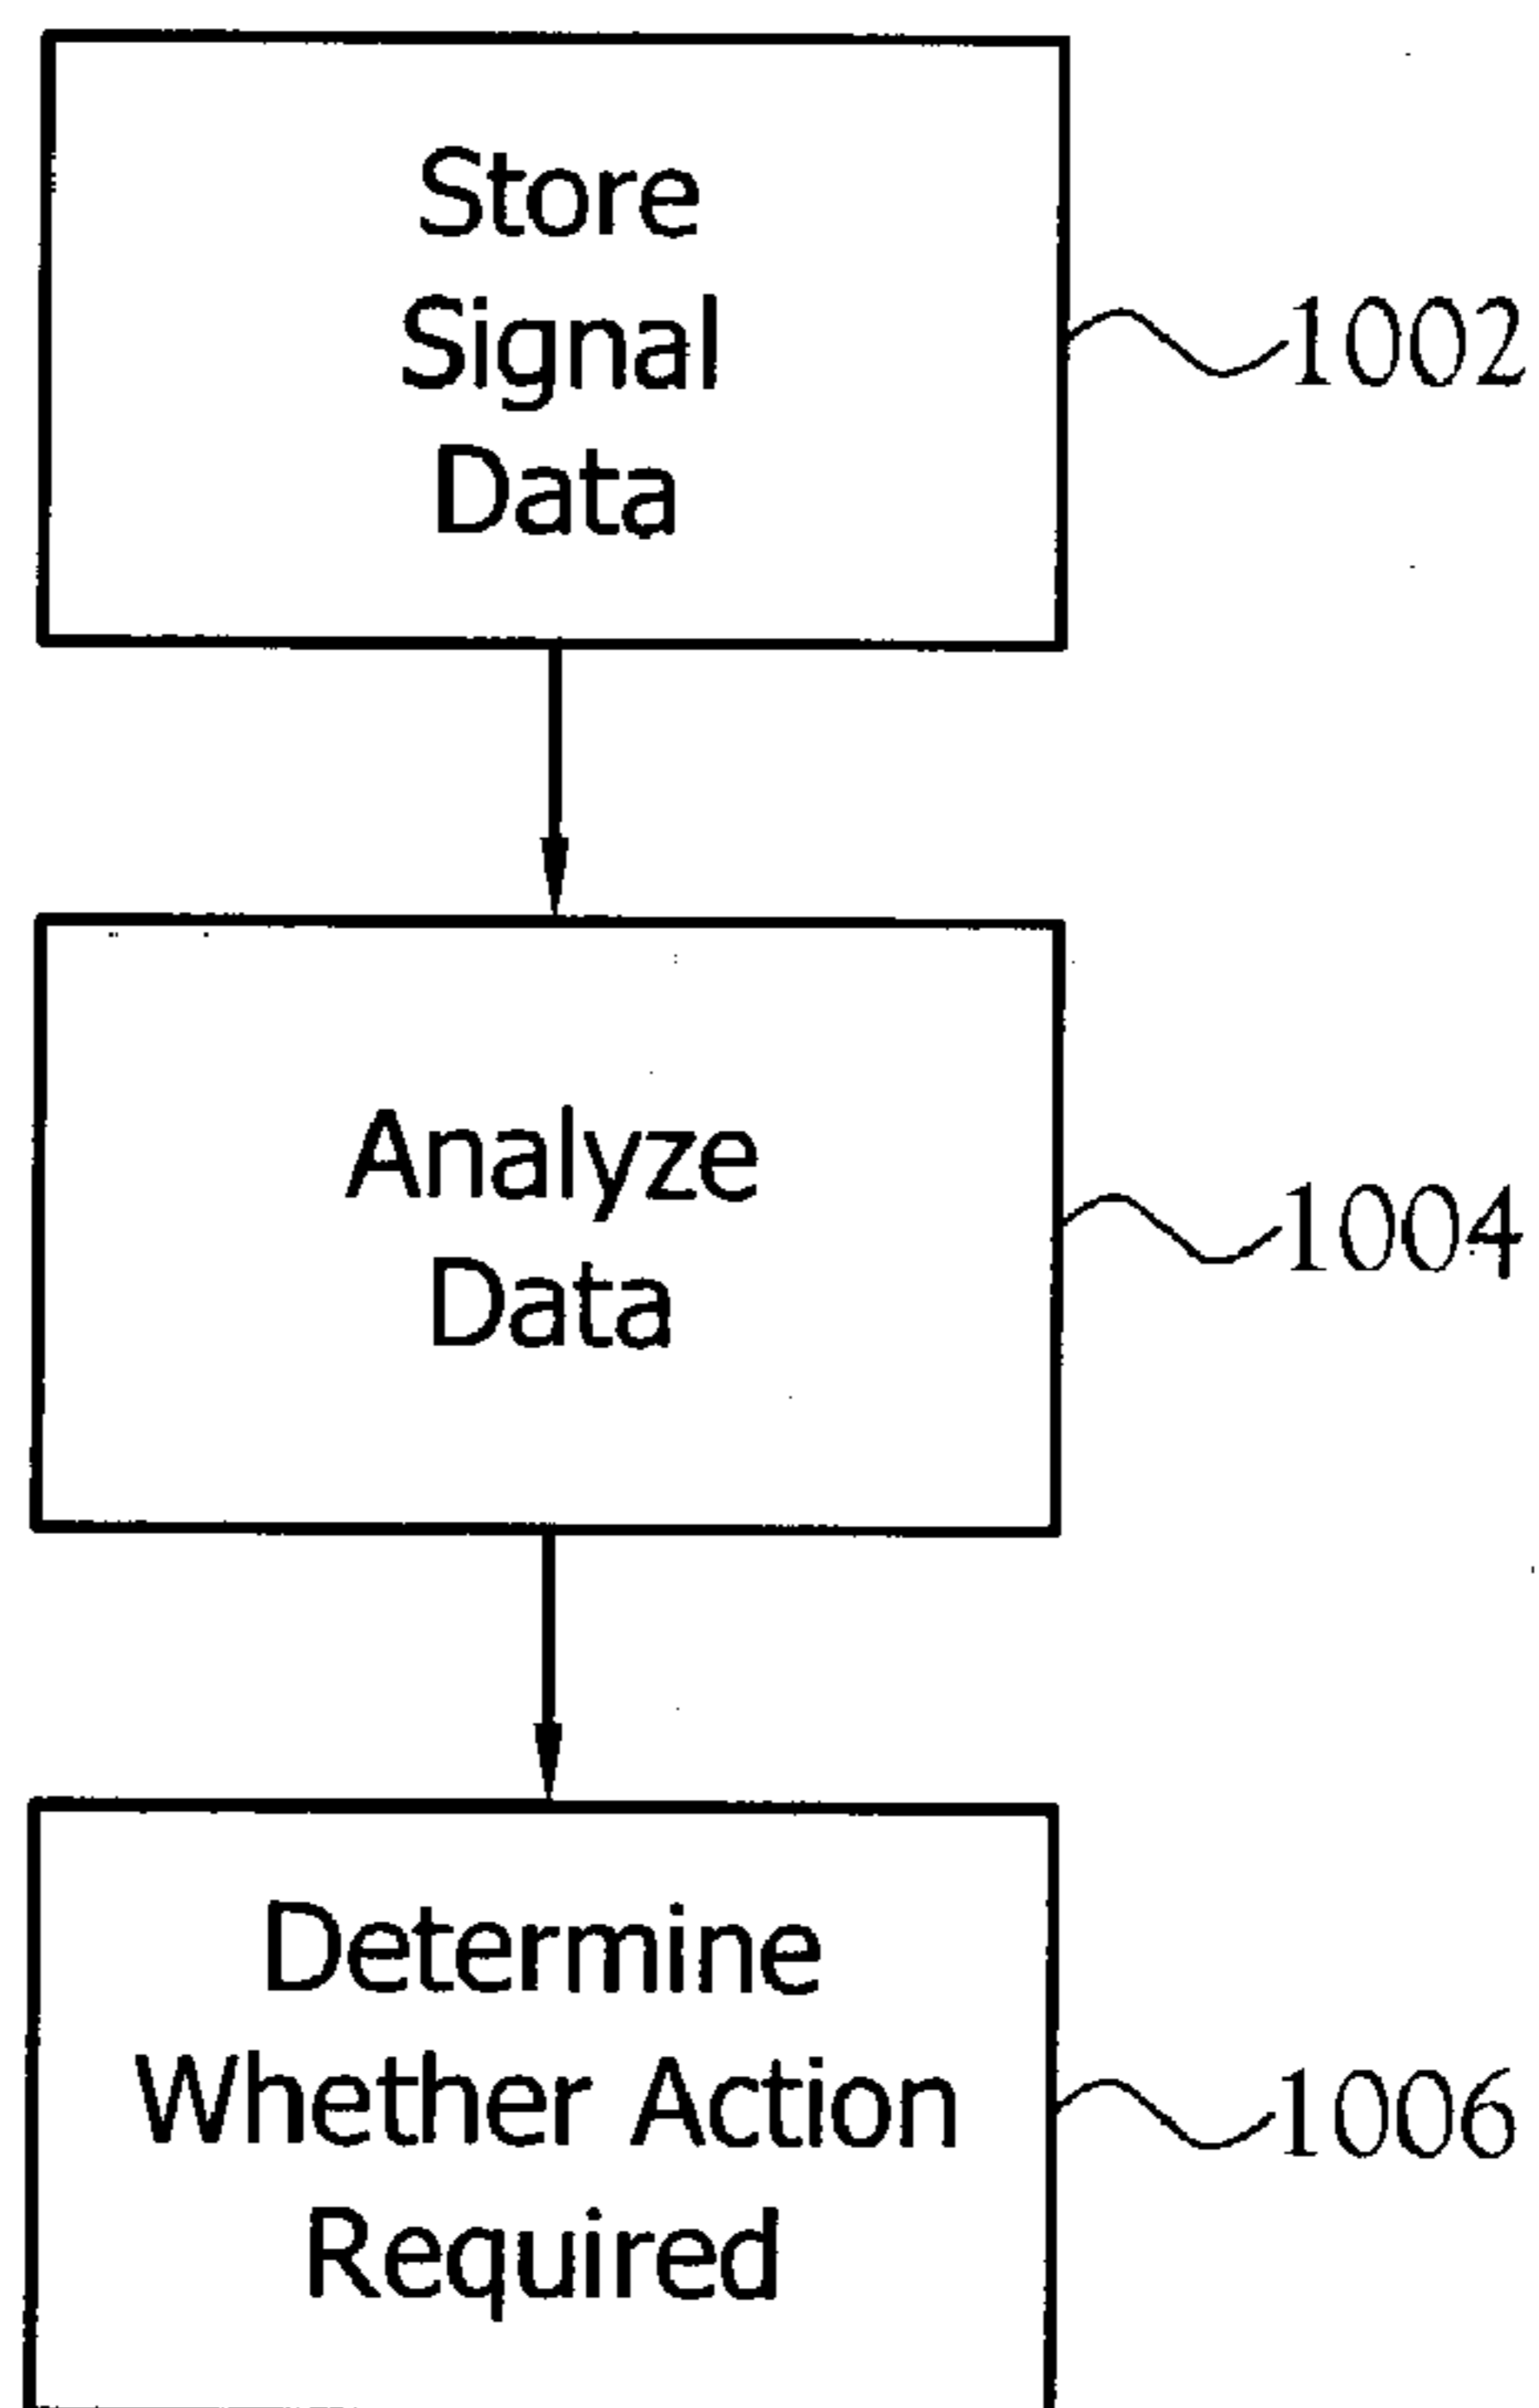 Store
Signal
Data
1002
Analyze
Data
1004
Determine
Whether Action
Required
1006